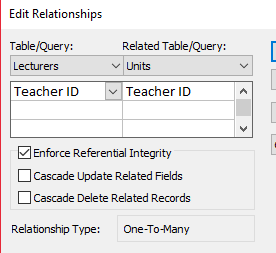 Edit Relationships
Table/Query: Related Table/Query:
Lecturers Units
Teacher ID Teacher ID
Enforce Referential Integrity
Cascade Update Related Fields
Cascade Delete Related Records
Relationship Type: One-To-Many